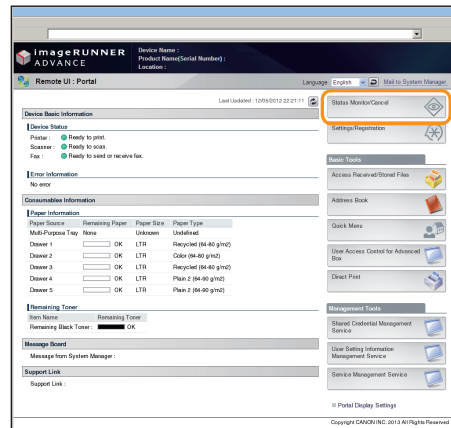 imageRUNNER
ADVANCE
Device Name :
Product Name(Serial Number) :
Location :
Remote UI : Portal
Language: English Mail to System Manager
Last Updated : 12/05/2012 22:21:11
Device Basic Information
Device Status
Printer : Ready to print.
Scanner : Ready to scan.
Fax : Ready to send or receive fax.
Error Information
No error
Consumables Information
Paper Information
Paper Source Remaining Paper Paper Size Paper Type
Multi-Purpose Tray None Unknown Undefined
Drawer 1 OK LTR Recycled (64-80 g/m2)
Drawer 2 OK LTR Color (64-80 g/m2)
Drawer 3 OK LTR Recycled (64-80 g/m2)
Drawer 4 OK LTR Plain 2 (64-90 g/m2)
Drawer 5 OK LTR Plain 2 (64-90 g/m2)
Remaining Toner
Item Name Remaining Toner
Remaining Black Toner : OK
Message Board
Message from System Manager :
Support Link
Support Link :
Status Monitor/Cancel
Settings/Registration
Basic Tools
Access Received/Stored Files
Address Book
Quick Menu
User Access Control for Advanced
Box
Direct Print
Management Tools
Shared Credential Management
Service
User Setting Information
Management Service
Service Management Service
Portal Display Settings
Copyright CANON INC. 2013 All Rights Reserved